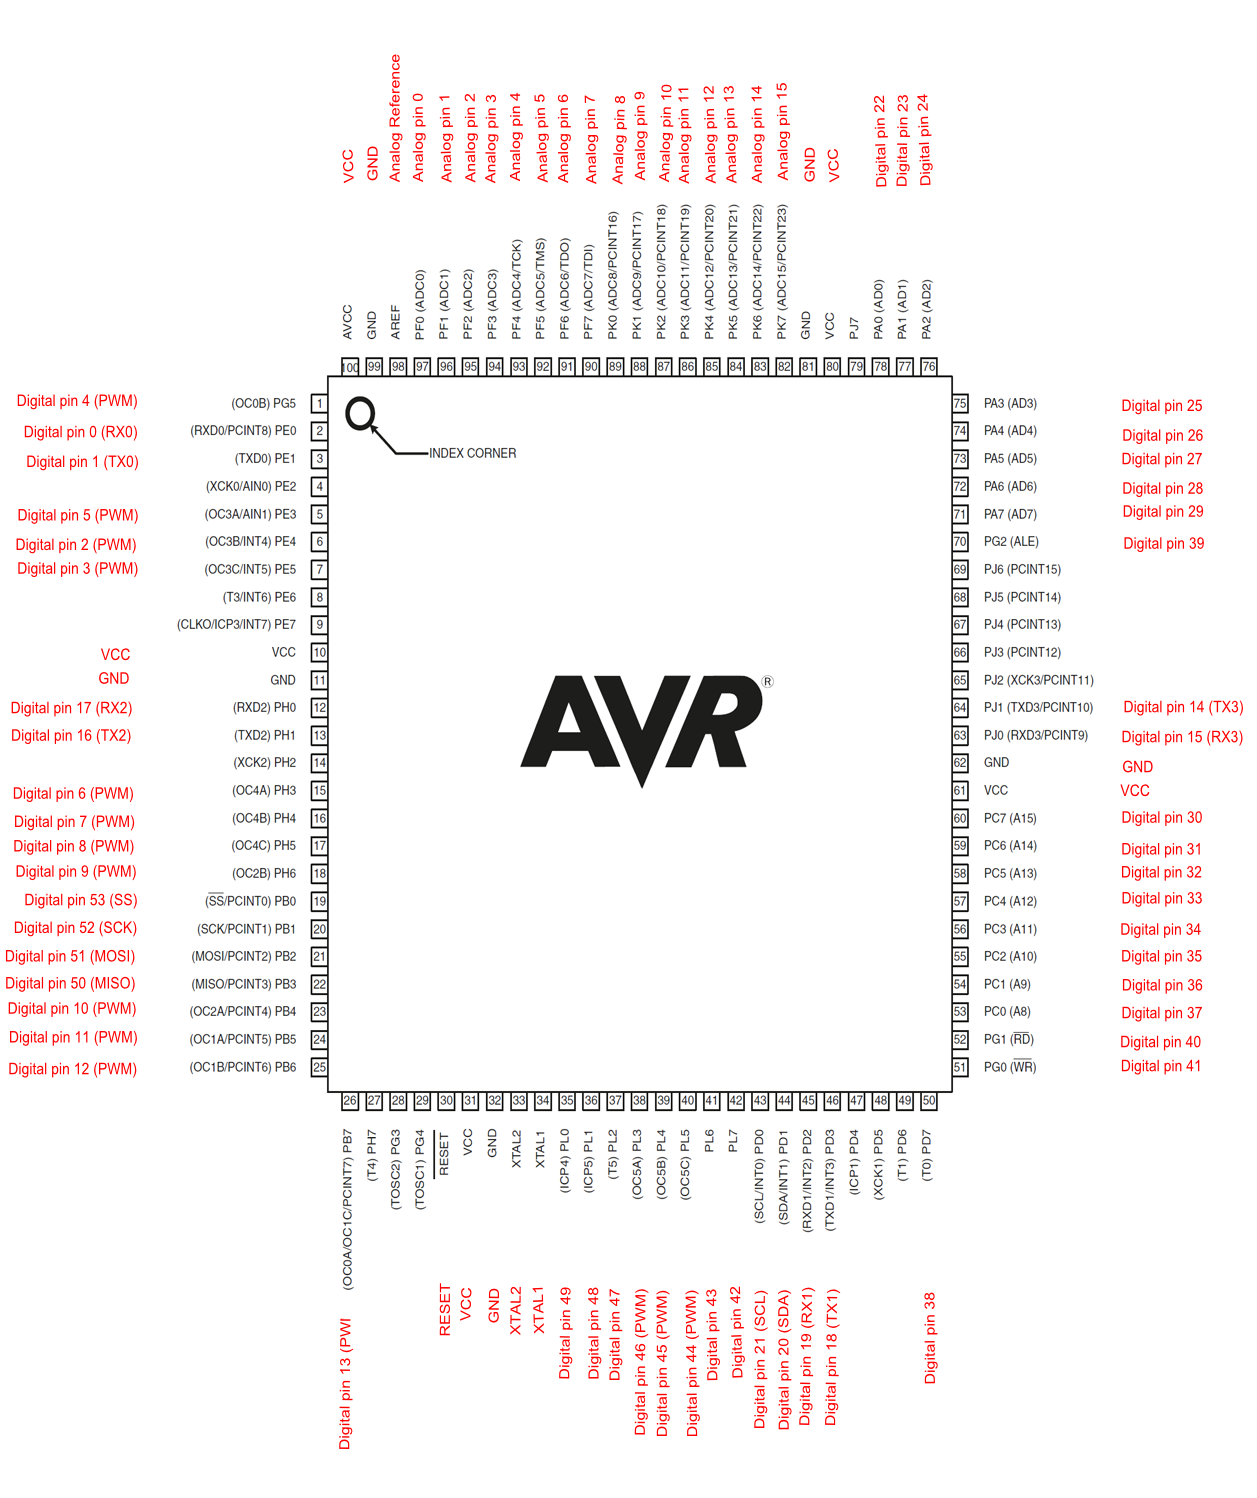 VCC
GND
Analog Reference
Analog pin 0
Analog pin 1
Analog pin 2
Analog pin 3
Analog pin 4
Analog pin 5
Analog pin 6
Analog pin 7
Analog pin 8
Analog pin 9
Analog pin 10
Analog pin 11
Analog pin 12
Analog pin 13
Analog pin 14
Analog pin 15
GND
VCC
Digital pin 22
Digital pin 23
Digital pin 24
AVCC
GND
AREF
PF0 (ADC0)
PF1 (ADC1)
PF2 (ADC2)
PF3 (ADC3)
PF4 (ADC4/TCK)
PF5 (ADC5/TMS)
PF6 (ADC6/TDO)
PF7 (ADC7/TDI)
PK0 (ADC8/PCINT16)
PK1 (ADC9/PCINT17)
PK2 (ADC10/PCINT18)
PK3 (ADC11/PCINT19)
PK4 (ADC12/PCINT20)
PK5 (ADC13/PCINT21)
PK6 (ADC14/PCINT22)
PK7 (ADC15/PCINT23)
GND
VCC
PJ7
PA0 (AD0)
PA1 (AD1)
PA2 (AD2)
100 99 98 97 96 95 94 93 92 91 90 89 88 87 86 85 84 83 82 81 80 79 78 77 76
Digital pin 4 (PWM) (OC0B) PG5 1
Digital pin 0 (RX0) (RXD0/PCINT8) PE0 2
Digital pin 1 (TX0) (TXD0) PE1 3
(XCK0/AIN0) PE2 4
Digital pin 5 (PWM) (OC3A/AIN1) PE3 5
Digital pin 2 (PWM) (OC3B/INT4) PE4 6
Digital pin 3 (PWM) (OC3C/INT5) PE5 7
(T3/INT6) PE6 8
(CLKO/ICP3/INT7) PE7 9
VCC VCC 10
GND GND 11
Digital pin 17 (RX2) (RXD2) PH0 12
Digital pin 16 (TX2) (TXD2) PH1 13
(XCK2) PH2 14
Digital pin 6 (PWM) (OC4A) PH3 15
Digital pin 7 (PWM) (OC4B) PH4 16
Digital pin 8 (PWM) (OC4C) PH5 17
Digital pin 9 (PWM) (OC2B) PH6 18
Digital pin 53 (SS) (SS/PCINT0) PB0 19
Digital pin 52 (SCK) (SCK/PCINT1) PB1 20
Digital pin 51 (MOSI) (MOSI/PCINT2) PB2 21
Digital pin 50 (MISO) (MISO/PCINT3) PB3 22
Digital pin 10 (PWM) (OC2A/PCINT4) PB4 23
Digital pin 11 (PWM) (OC1A/PCINT5) PB5 24
Digital pin 12 (PWM) (OC1B/PCINT6) PB6 25
INDEX CORNER
AVR®
75 PA3 (AD3) Digital pin 25
74 PA4 (AD4) Digital pin 26
73 PA5 (AD5) Digital pin 27
72 PA6 (AD6) Digital pin 28
71 PA7 (AD7) Digital pin 29
70 PG2 (ALE) Digital pin 39
69 PJ6 (PCINT15)
68 PJ5 (PCINT14)
67 PJ4 (PCINT13)
66 PJ3 (PCINT12)
65 PJ2 (XCK3/PCINT11)
64 PJ1 (TXD3/PCINT10) Digital pin 14 (TX3)
63 PJ0 (RXD3/PCINT9) Digital pin 15 (RX3)
62 GND GND
61 VCC VCC
60 PC7 (A15) Digital pin 30
59 PC6 (A14) Digital pin 31
58 PC5 (A13) Digital pin 32
57 PC4 (A12) Digital pin 33
56 PC3 (A11) Digital pin 34
55 PC2 (A10) Digital pin 35
54 PC1 (A9) Digital pin 36
53 PC0 (A8) Digital pin 37
52 PG1 (RD) Digital pin 40
51 PG0 (WR) Digital pin 41
26 27 28 29 30 31 32 33 34 35 36 37 38 39 40 41 42 43 44 45 46 47 48 49 50
(OC0A/OC1C/PCINT7) PB7
(T4) PH7
(TOSC2) PG3
(TOSC1) PG4
RESET
VCC
GND
XTAL2
XTAL1
(ICP4) PL0
(ICP5) PL1
(T5) PL2
(OC5A) PL3
(OC5B) PL4
(OC5C) PL5
PL6
PL7
(SCL/INT0) PD0
(SDA/INT1) PD1
(RXD1/INT2) PD2
(TXD1/INT3) PD3
(ICP1) PD4
(XCK1) PD5
(T1) PD6
(T0) PD7
Digital pin 13 (PWI
RESET
VCC
GND
XTAL2
XTAL1
Digital pin 49
Digital pin 48
Digital pin 47
Digital pin 46 (PWM)
Digital pin 45 (PWM)
Digital pin 44 (PWM)
Digital pin 43
Digital pin 42
Digital pin 21 (SCL)
Digital pin 20 (SDA)
Digital pin 19 (RX1)
Digital pin 18 (TX1)
Digital pin 38